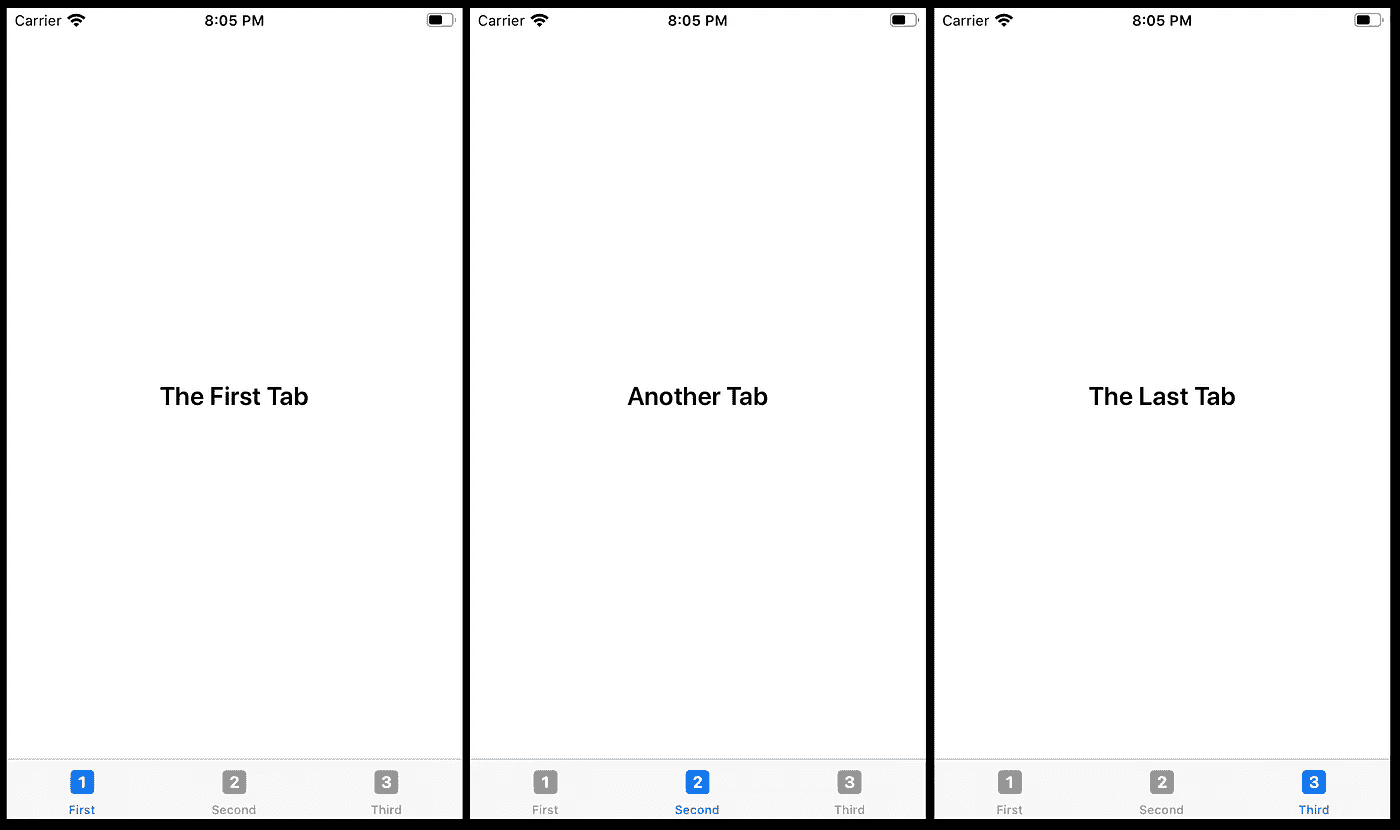 Carrier 8:05 PM
The First Tab
1 2 3
First Second Third
Carrier 8:05 PM
Another Tab
1 2 3
First Second Third
Carrier 8:05 PM
The Last Tab
1 2 3
First Second Third